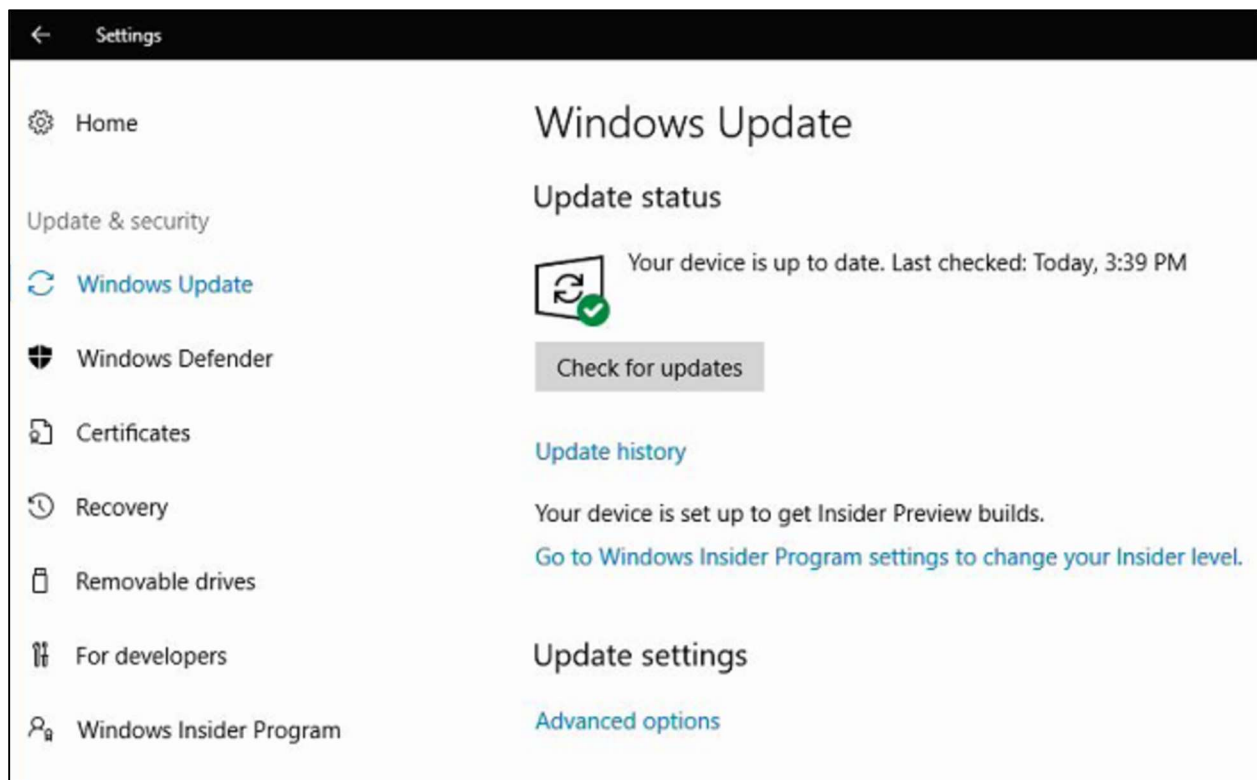 Settings
Home
Update & security
Windows Update
Windows Defender
Certificates
Recovery
Removable drives
For developers
Windows Insider Program
Windows Update
Update status
Your device is up to date. Last checked: Today, 3:39 PM
Check for updates
Update history
Your device is set up to get Insider Preview builds.
Go to Windows Insider Program settings to change your Insider level.
Update settings
Advanced options